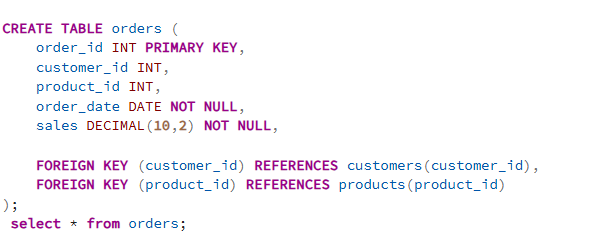 CREATE TABLE orders (
    order_id INT PRIMARY KEY,
    customer_id INT,
    product_id INT,
    order_date DATE NOT NULL,
    sales DECIMAL(10,2) NOT NULL,

    FOREIGN KEY (customer_id) REFERENCES customers(customer_id),
    FOREIGN KEY (product_id) REFERENCES products(product_id)
);
 select * from orders;